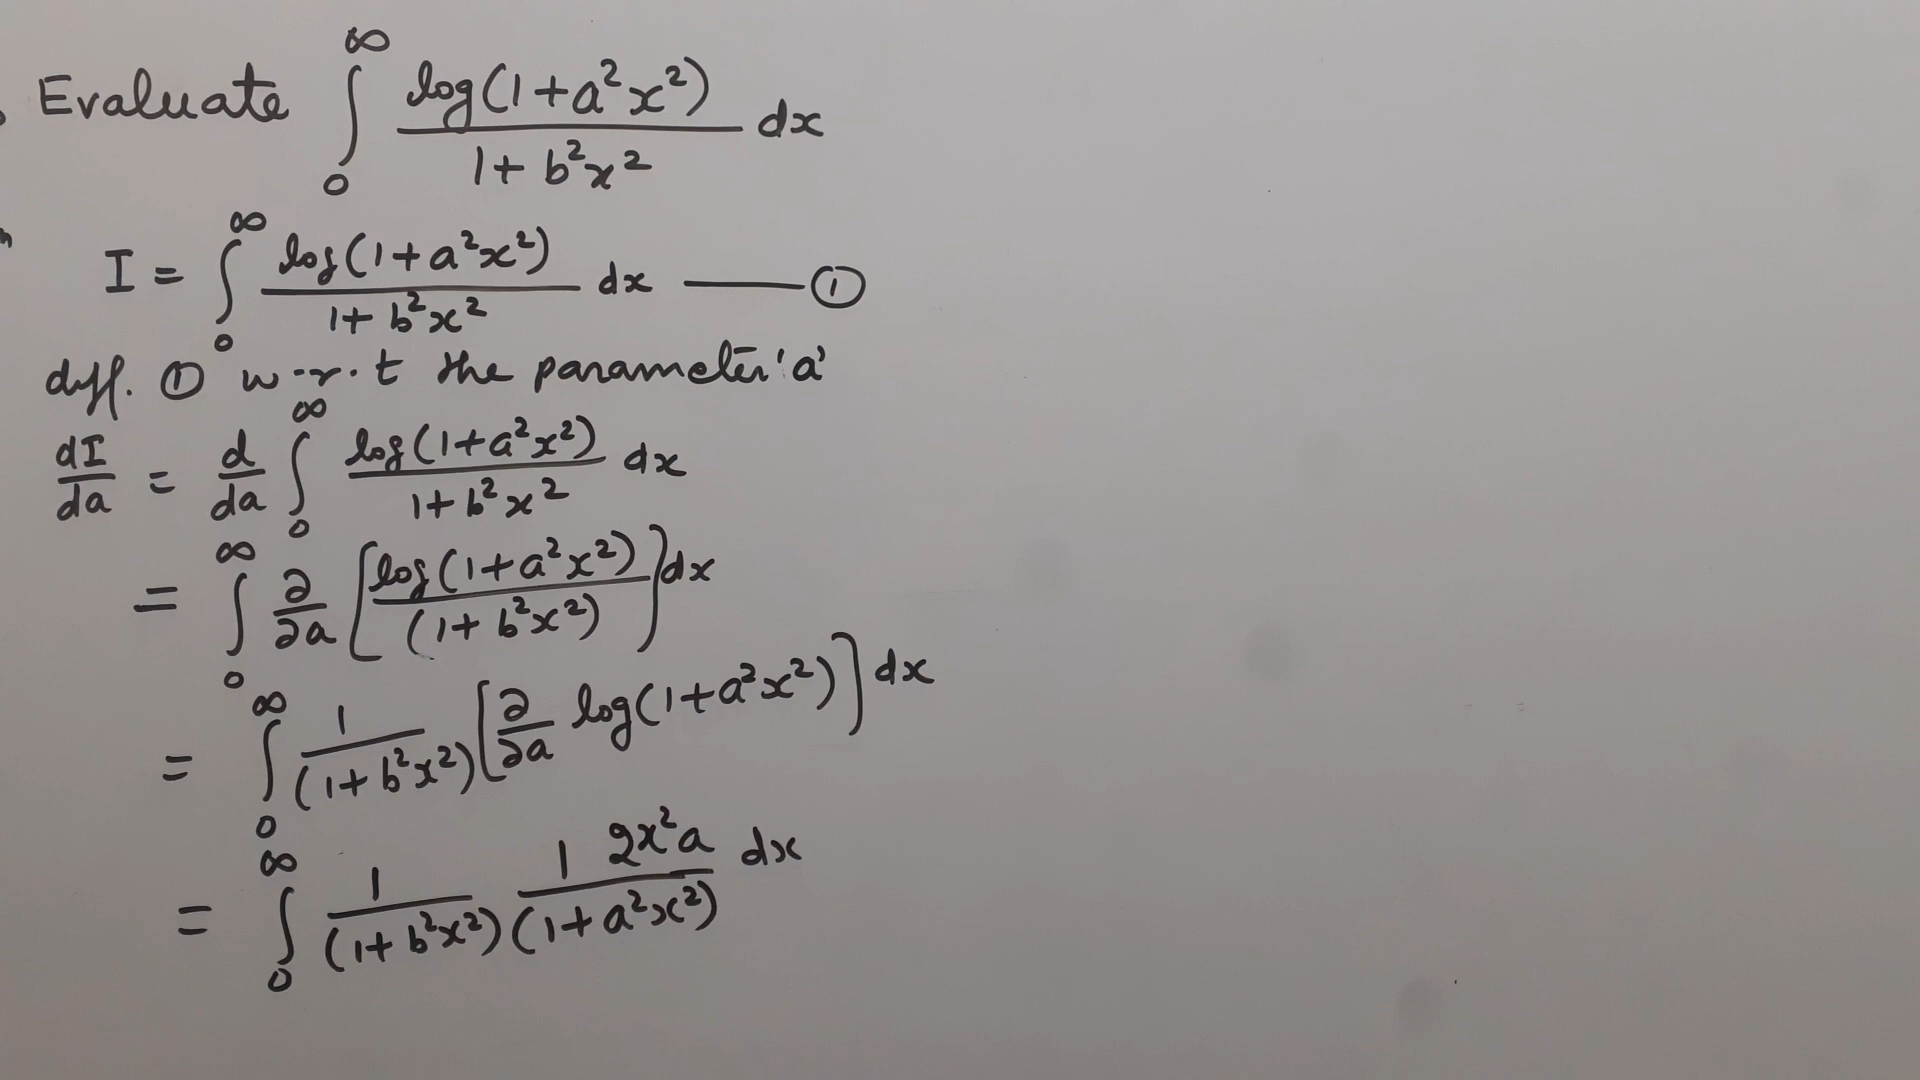 Evaluate ∫₀^∞ log(1+a²x²)/(1+b²x²) dx
I = ∫₀^∞ log(1+a²x²)/(1+b²x²) dx —— ①
diff. ① w.r.t the parameter 'a'
dI/da = d/da ∫₀^∞ log(1+a²x²)/(1+b²x²) dx
= ∫₀^∞ ∂/∂a [log(1+a²x²)/(1+b²x²)] dx
= ∫₀^∞ 1/(1+b²x²) [∂/∂a log(1+a²x²)] dx
= ∫₀^∞ 1/(1+b²x²) 1 2x²a/(1+a²x²) dx